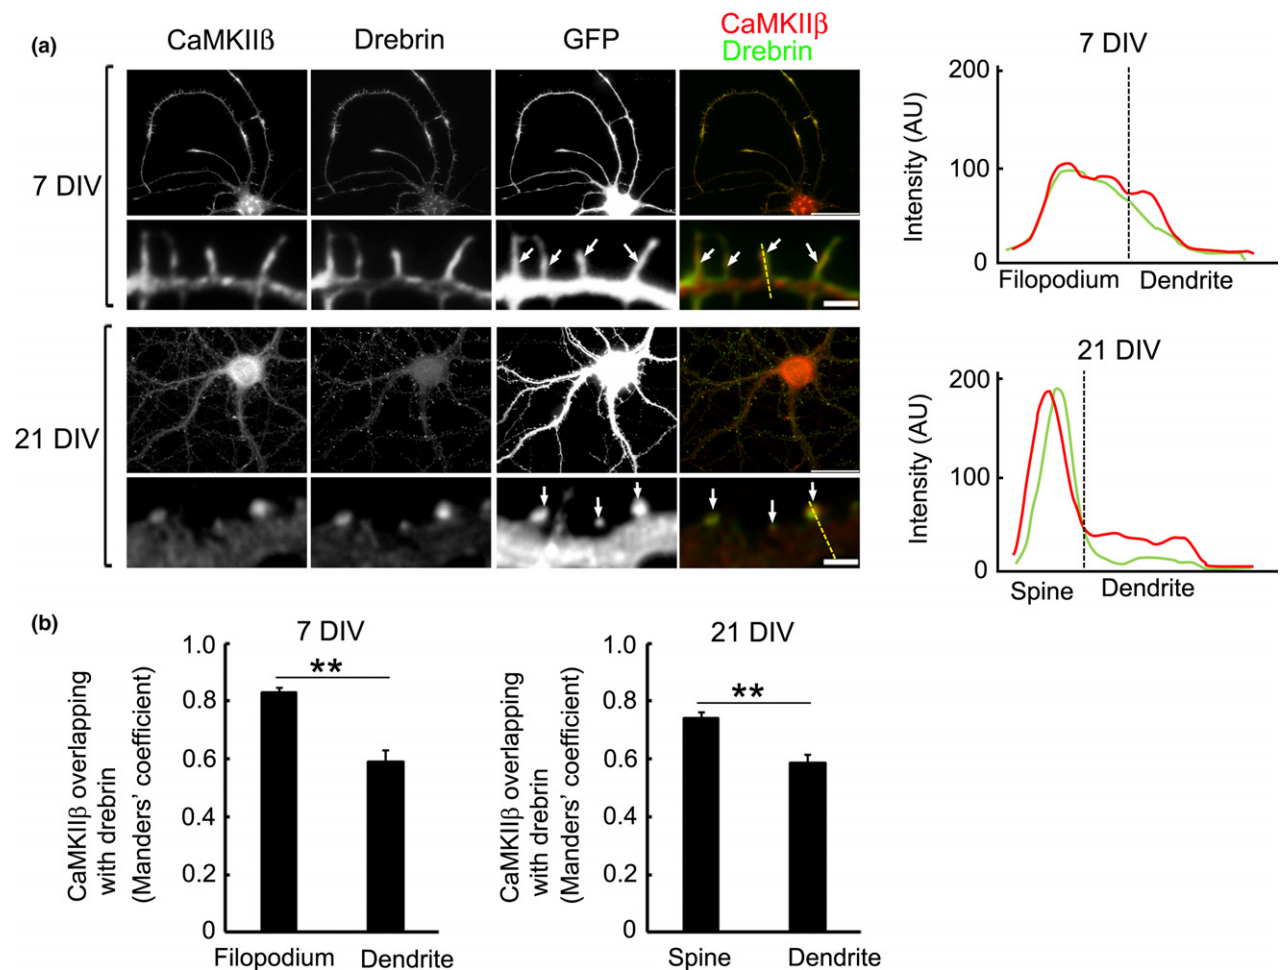 (a)
CaMKIIß
Drebrin
GFP
CaMKIIβ
Drebrin
7 DIV
21 DIV
7 DIV
200
100
0
Intensity (AU)
Filopodium
Dendrite
21 DIV
200
100
0
Intensity (AU)
Spine
Dendrite
(b)
7 DIV
CaMKIIβ overlapping
with drebrin
(Manders' coefficient)
1.0
0.8
0.6
0.4
0.2
0
**
Filopodium
Dendrite
21 DIV
CaMKIIβ overlapping
with drebrin
(Manders' coefficient)
1.0
0.8
0.6
0.4
0.2
0
**
Spine
Dendrite